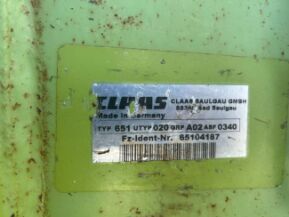 CLAAS CLAAS SAULGAU GMBH
Made in Germany 88348 Bad Saulgau
TYP 651 UTYP 020 GRP A02 ABF 0340
Fz-Ident-Nr. 65104187